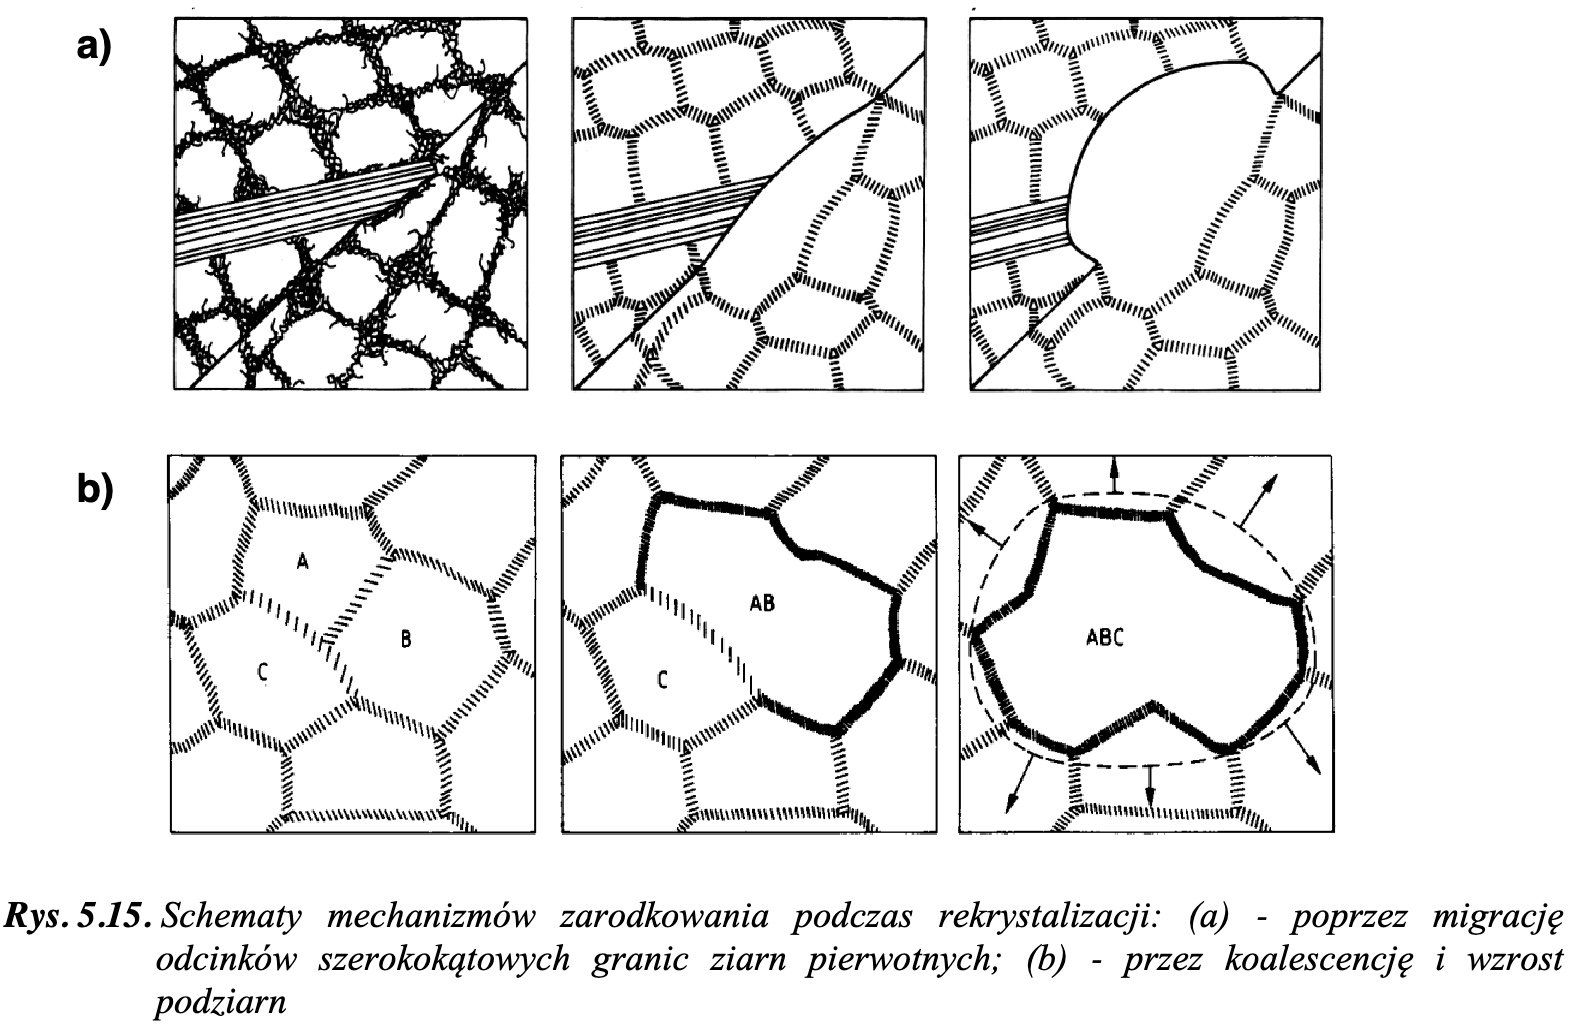 a)
b)
A
B
C
AB
C
ABC
Rys. 5.15. Schematy mechanizmów zarodkowania podczas rekrystalizacji: (a) - poprzez migrację
odcinków szerokokątowych granic ziarn pierwotnych; (b) - przez koalescencję i wzrost
podziarn